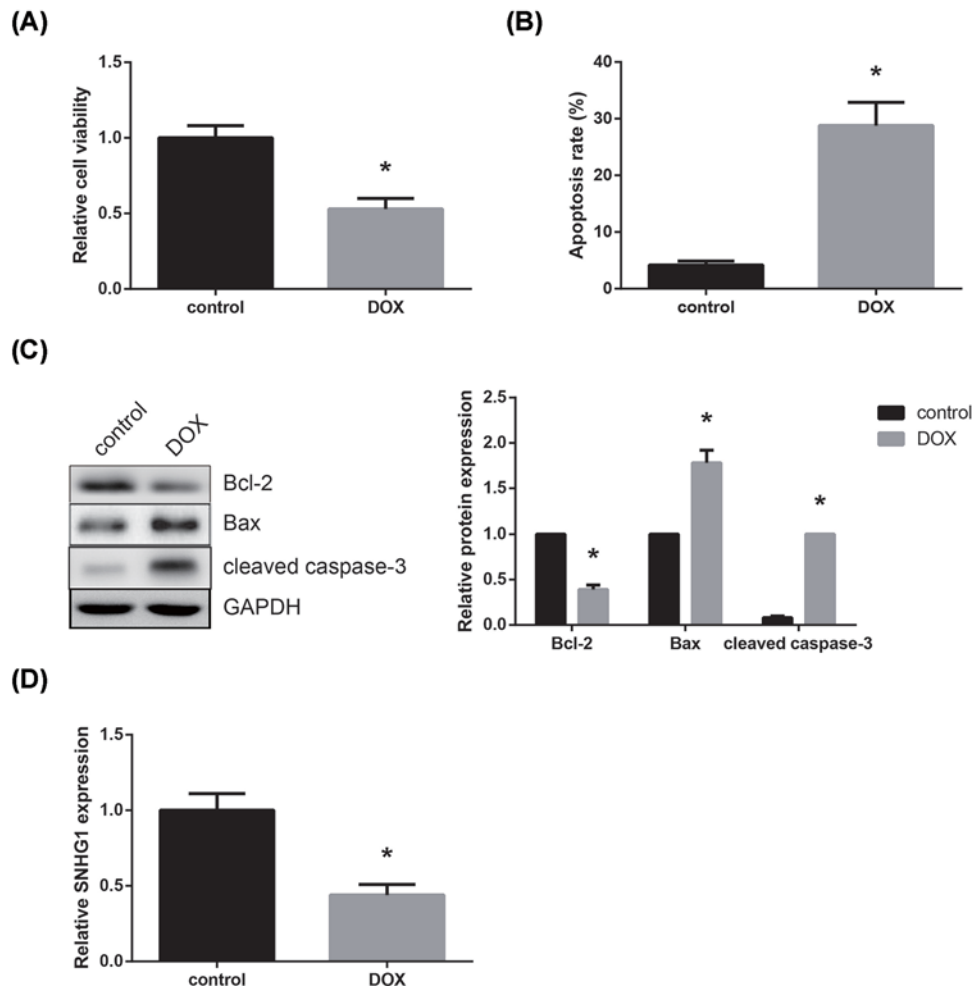 (A)
Relative cell viability
1.5
1.0
0.5
0.0
control DOX
*
(B)
Apoptosis rate (%)
40
30
20
10
0
control DOX
*
(C)
control DOX
Bcl-2
Bax
cleaved caspase-3
GAPDH
Relative protein expression
2.5
2.0
1.5
1.0
0.5
0.0
* * *
Bcl-2 Bax cleaved caspase-3
control
DOX
(D)
Relative SNHG1 expression
1.5
1.0
0.5
0.0
control DOX
*